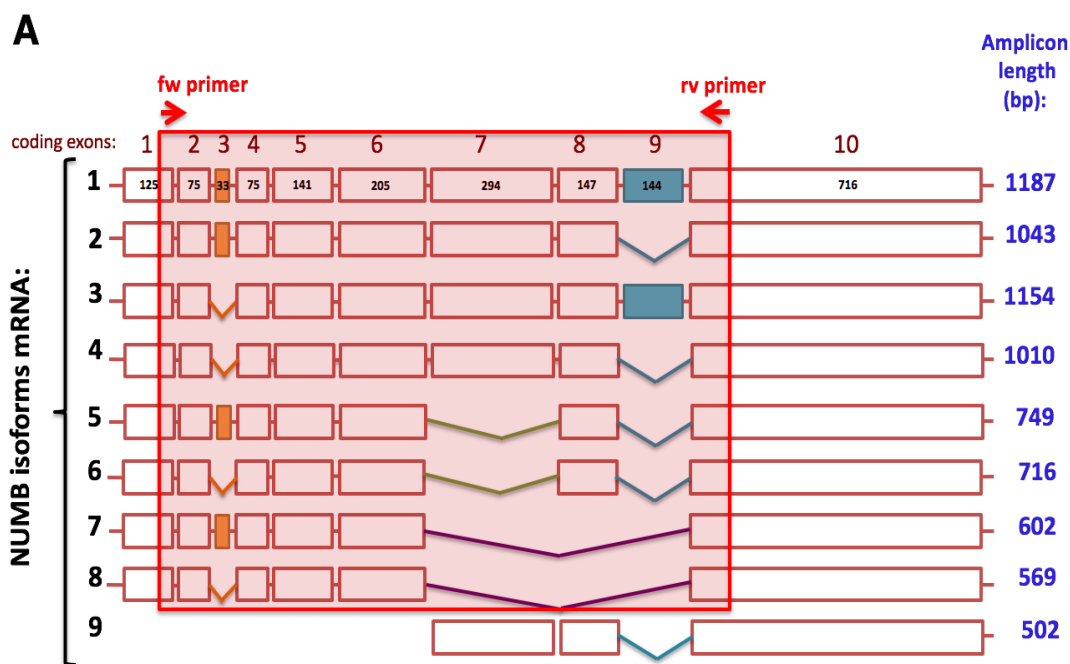 A
Amplicon
length
(bp):
fw primer
rv primer
coding exons: 1 2 3 4 5 6 7 8 9 10
1 125 75 33 75 141 205 294 147 144 716 1187
2 1043
3 1154
4 1010
5 749
6 716
7 602
8 569
9 502
NUMB isoforms mRNA: